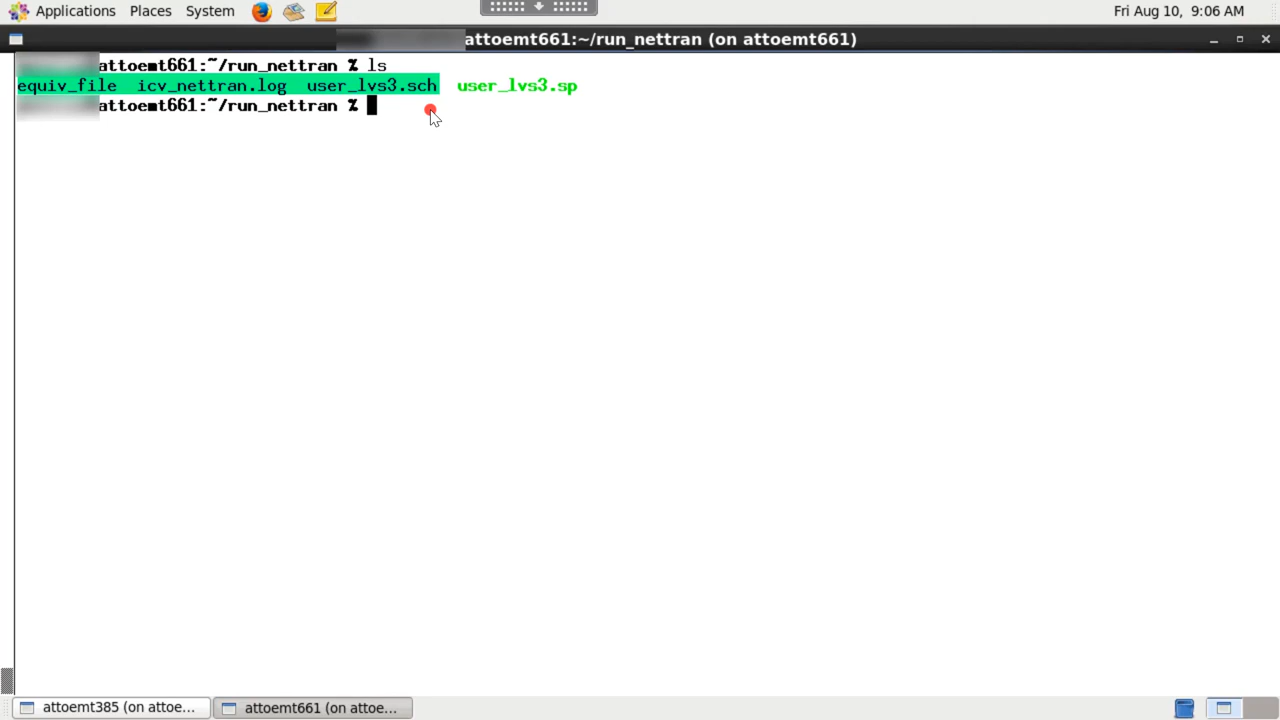 Applications Places System Fri Aug 10, 9:06 AM
attoemt661:~/run_nettran (on attoemt661)
attoemt661:~/run_nettran % ls
equiv_file icv_nettran.log user_lvs3.sch user_lvs3.sp
attoemt661:~/run_nettran %
attoemt385 (on attoe... attoemt661 (on attoe...